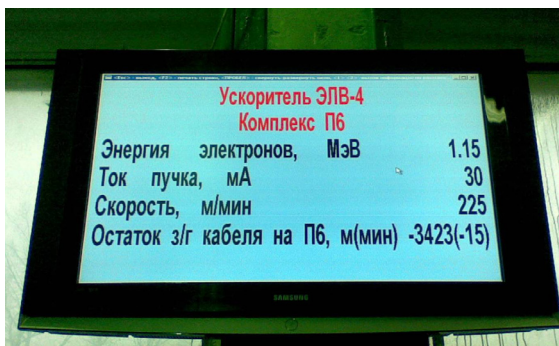 Ускоритель ЭЛВ-4
Комплекс П6
Энергия электронов, МэВ 1.15
Ток пучка, мА 30
Скорость, м/мин 225
Остаток з/г кабеля на П6, м(мин) -3423(-15)
SAMSUNG